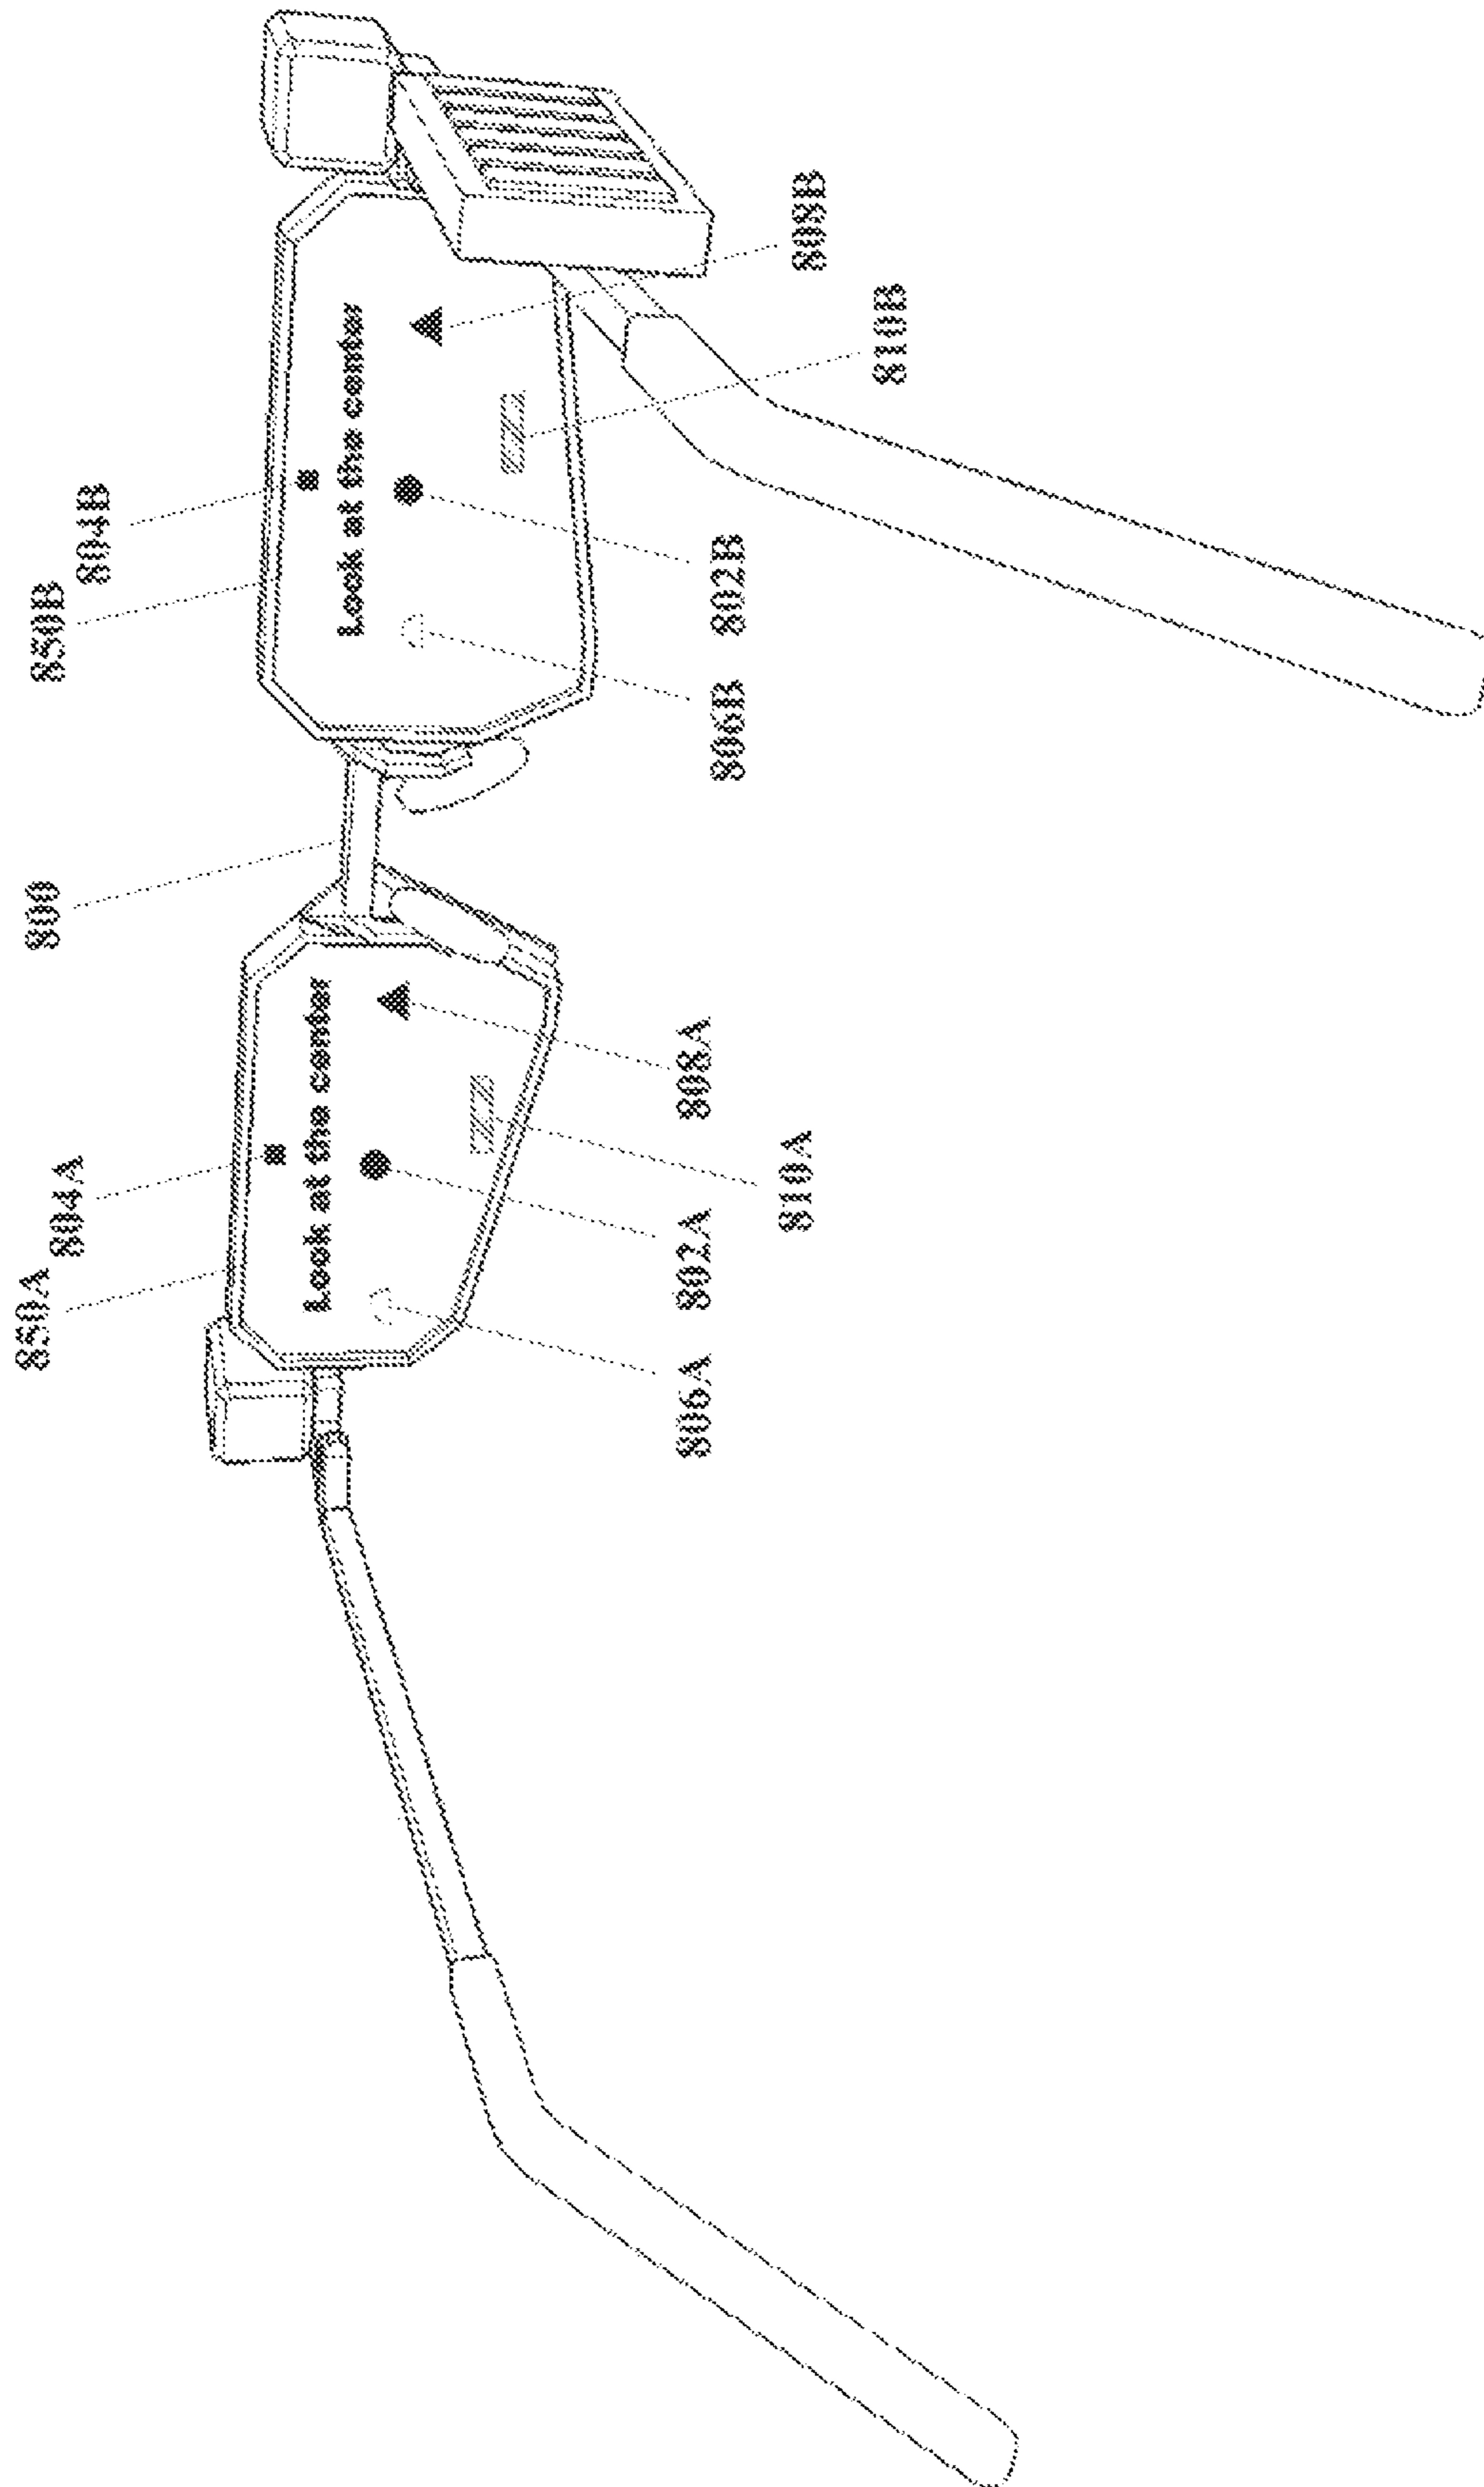 850A
800
850B
804A
804B
Look at the center
Look at the center
806A
802A
808A
806B
802B
810A
808B
810B